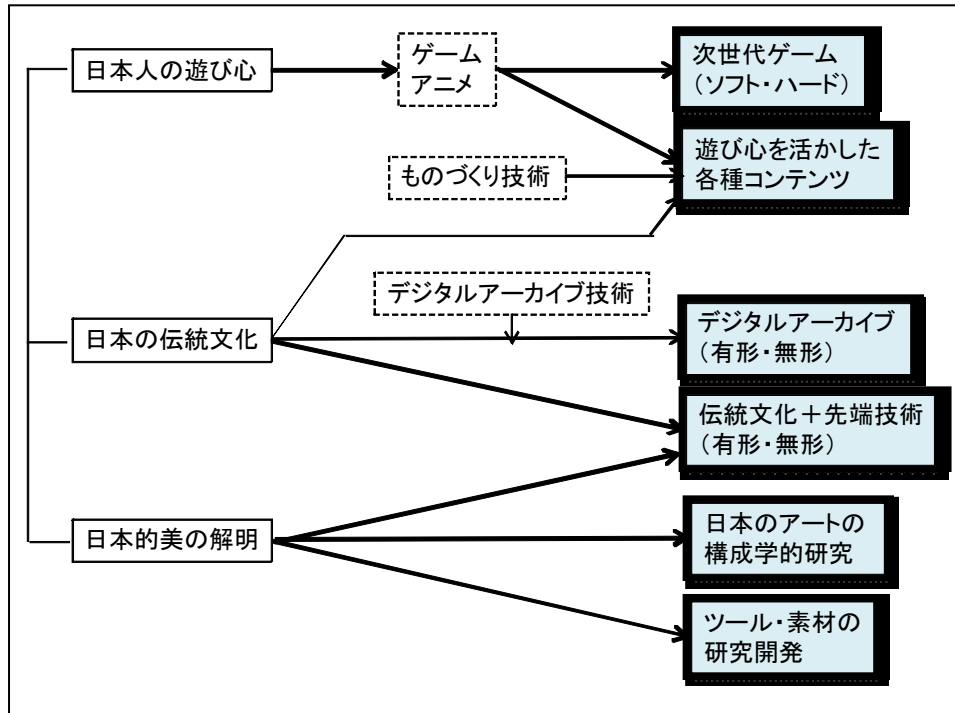 日本人の遊び心
ゲーム
アニメ
次世代ゲーム
（ソフト・ハード）
ものづくり技術
遊び心を活かした
各種コンテンツ
デジタルアーカイブ技術
日本の伝統文化
デジタルアーカイブ
（有形・無形）
伝統文化＋先端技術
（有形・無形）
日本的美の解明
日本のアートの
構成学的研究
ツール・素材の
研究開発